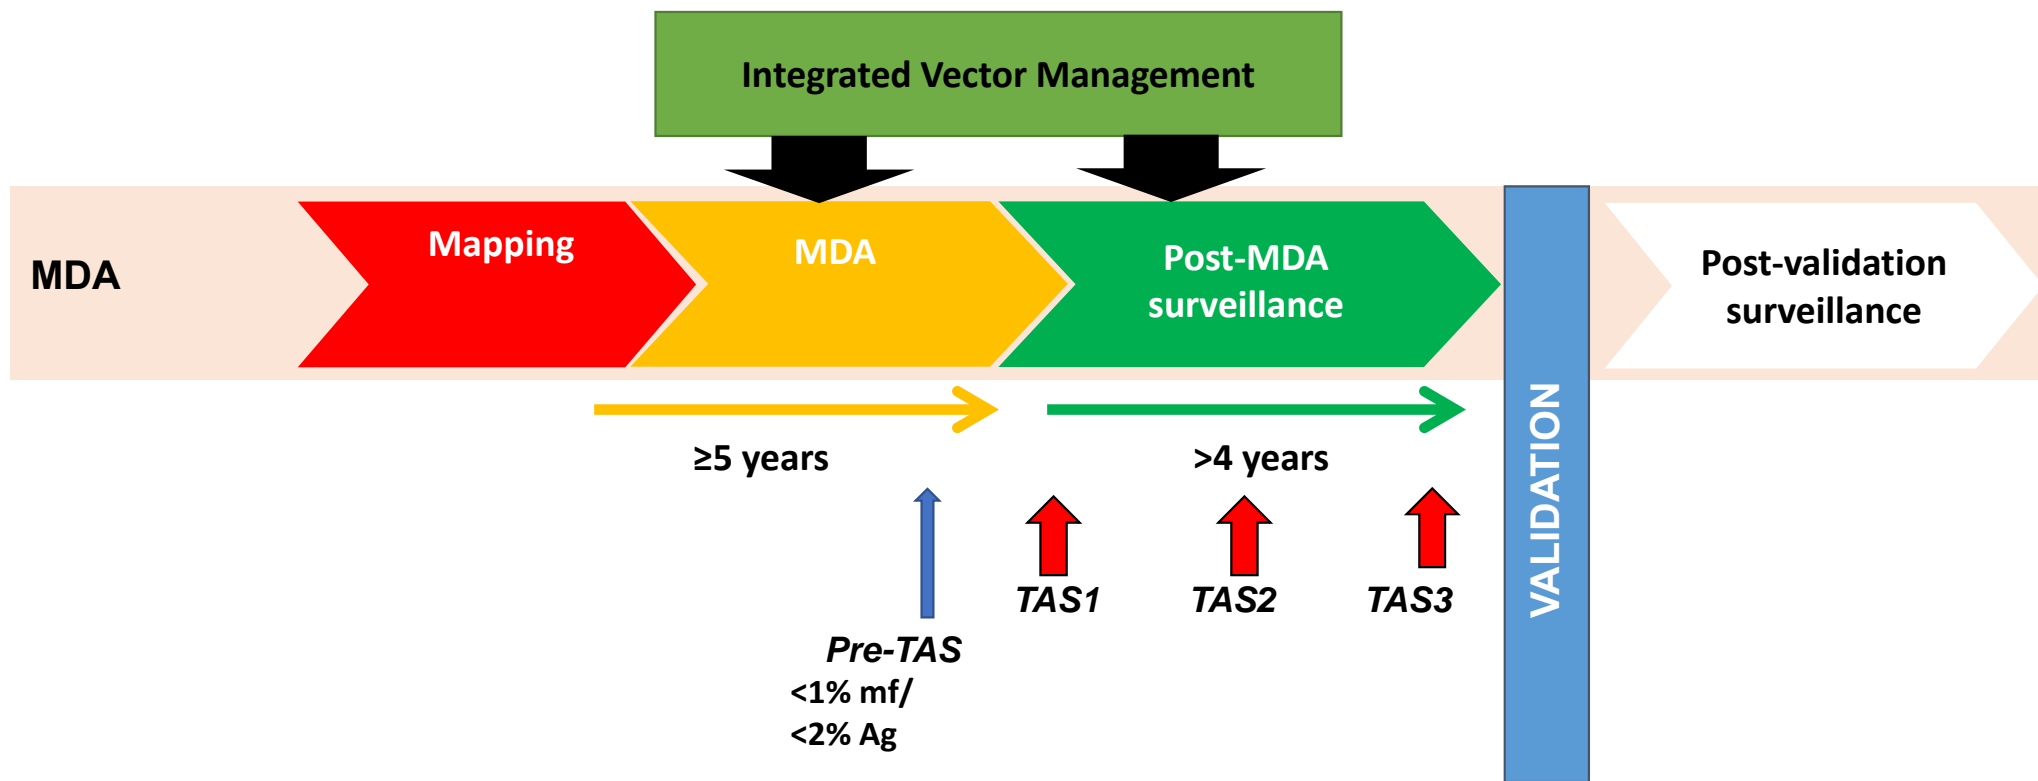 Integrated Vector Management
MDA
Mapping
MDA
Post-MDA
surveillance
Post-validation
surveillance
≥5 years
>4 years
VALIDATION
TAS1
TAS2
TAS3
Pre-TAS
<1% mf/
<2% Ag